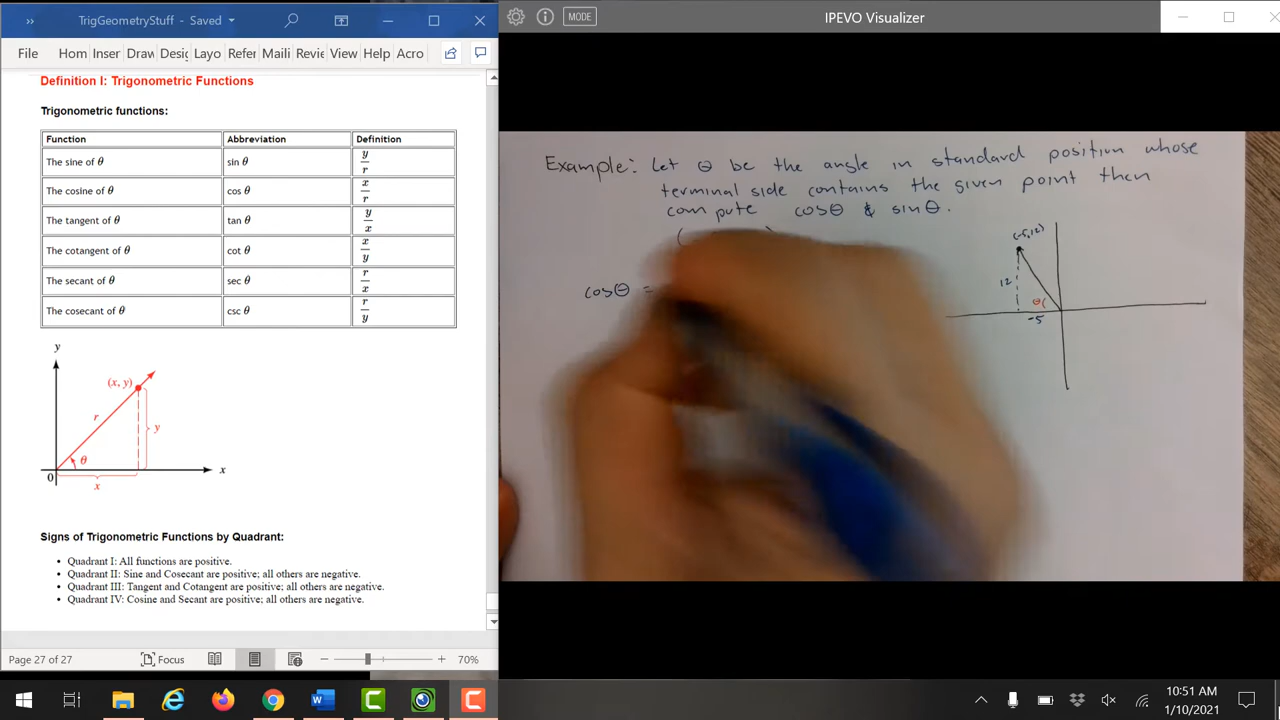 TrigGeometryStuff - Saved
File Hom Inser Draw Desig Layo Refer Maili Revie View Help Acro
Definition I: Trigonometric Functions
Trigonometric functions:
Function Abbreviation Definition
The sine of θ sin θ y/r
The cosine of θ cos θ x/r
The tangent of θ tan θ y/x
The cotangent of θ cot θ x/y
The secant of θ sec θ r/x
The cosecant of θ csc θ r/y
y
(x, y)
r
y
θ
0
x
x
Signs of Trigonometric Functions by Quadrant:
• Quadrant I: All functions are positive.
• Quadrant II: Sine and Cosecant are positive; all others are negative.
• Quadrant III: Tangent and Cotangent are positive; all others are negative.
• Quadrant IV: Cosine and Secant are positive; all others are negative.
Page 27 of 27 Focus 70%
MODE IPEVO Visualizer
Example: Let θ be the angle in standard position whose
terminal side contains the given point then
compute cosθ & sinθ.
(-5,12)
12
θ
-5
cosθ =
10:51 AM
1/10/2021